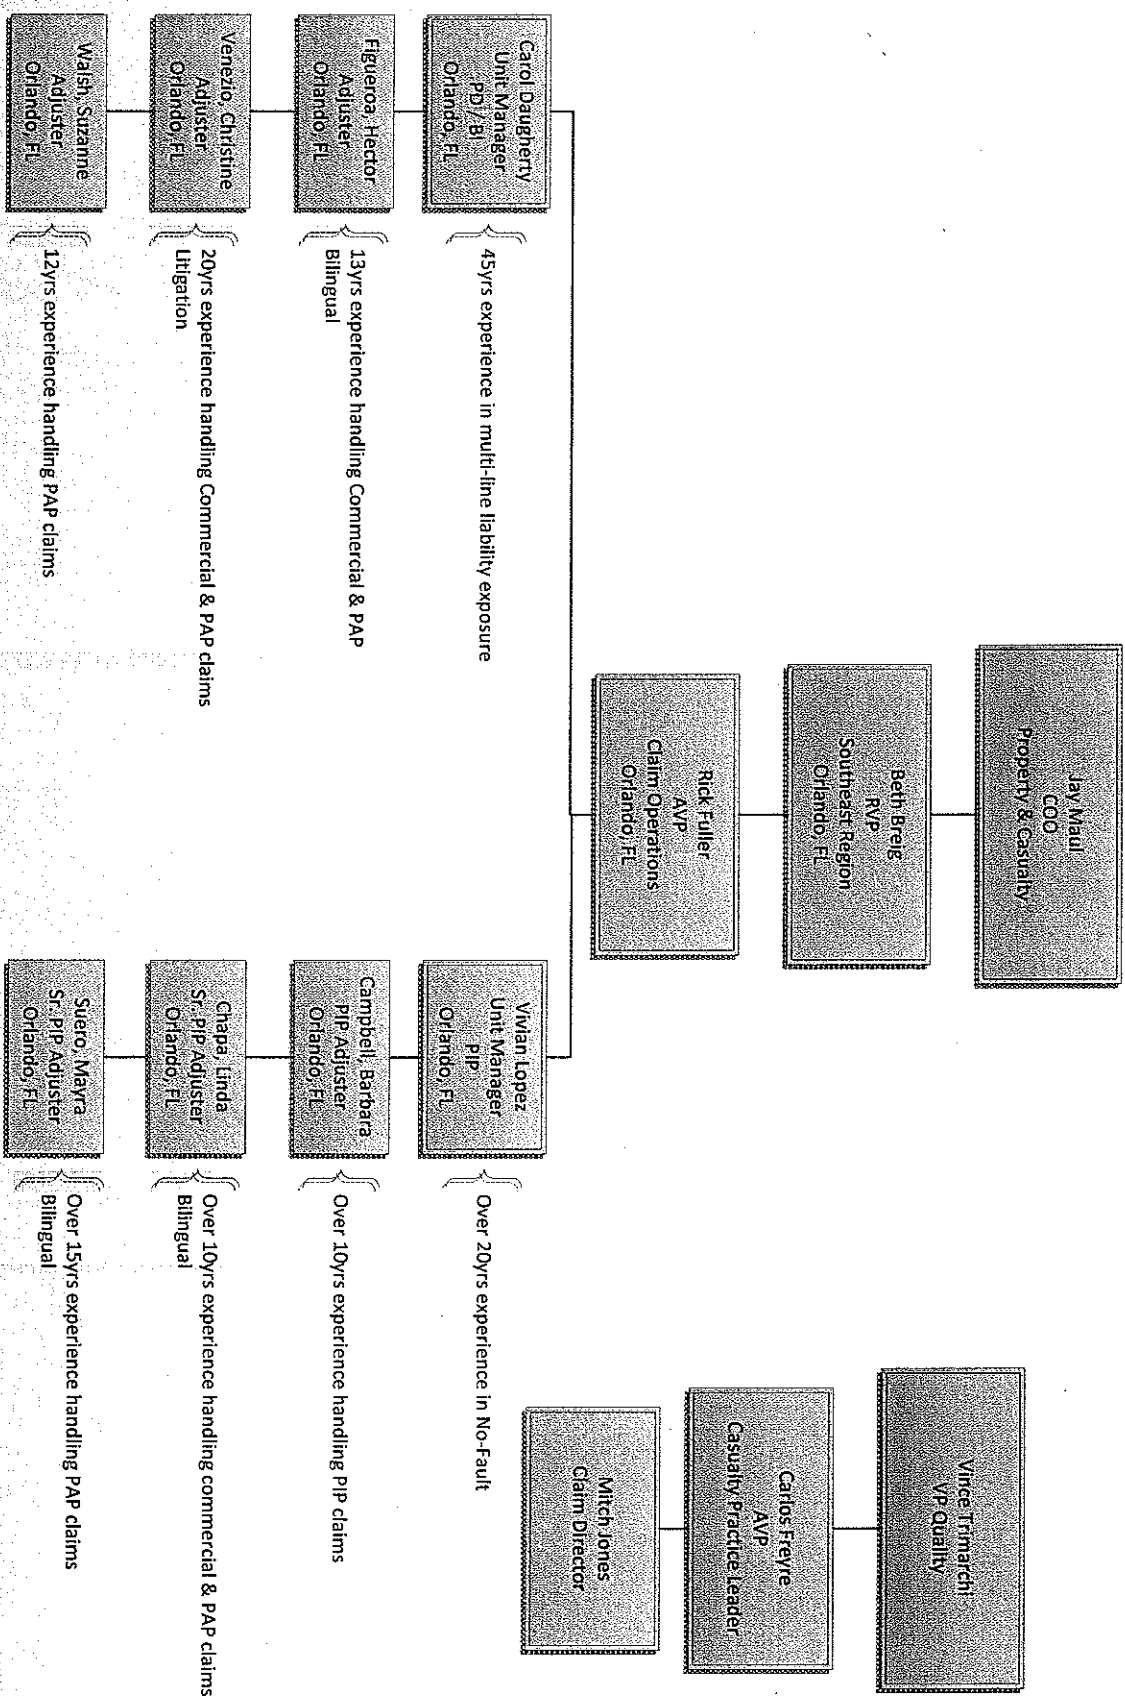 Jay Maul
COO
Property & Casualty
Beth Breig
RVP
Southeast Region
Orlando, FL
Rick Fuller
AVP
Claim Operations
Orlando, FL
Vince Trimarchi
VP Quality
Carlos Freyre
AVP
Casualty Practice Leader
Mitch Jones
Claim Director
Carol Daugherty
Unit Manager
PD / BI
Orlando, FL
45yrs experience in multi-line liability exposure
Figueroa, Hector
Adjuster
Orlando, FL
13yrs experience handling Commercial & PAP
Bilingual
Venezio, Christine
Adjuster
Orlando, FL
20yrs experience handling Commercial & PAP claims
Litigation
Walsh, Suzanne
Adjuster
Orlando, FL
12yrs experience handling PAP claims
Vivian Lopez
Unit Manager
PIP
Orlando, FL
Over 20yrs experience in No-Fault
Campbell, Barbara
PIP Adjuster
Orlando, FL
Over 10yrs experience handling PIP claims
Chapa, Linda
Sr. PIP Adjuster
Orlando, FL
Over 10yrs experience handling commercial & PAP claims
Bilingual
Suero, Mayra
Sr. PIP Adjuster
Orlando, FL
Over 15yrs experience handling PAP claims
Bilingual